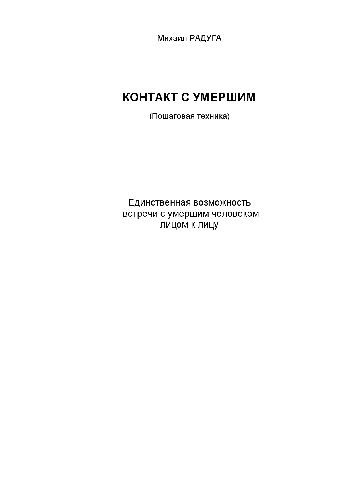 Михаил РАДУГА
КОНТАКТ С УМЕРШИМ
(Пошаговая техника)
Единственная возможность
встречи с умершим человеком
лицом к лицу